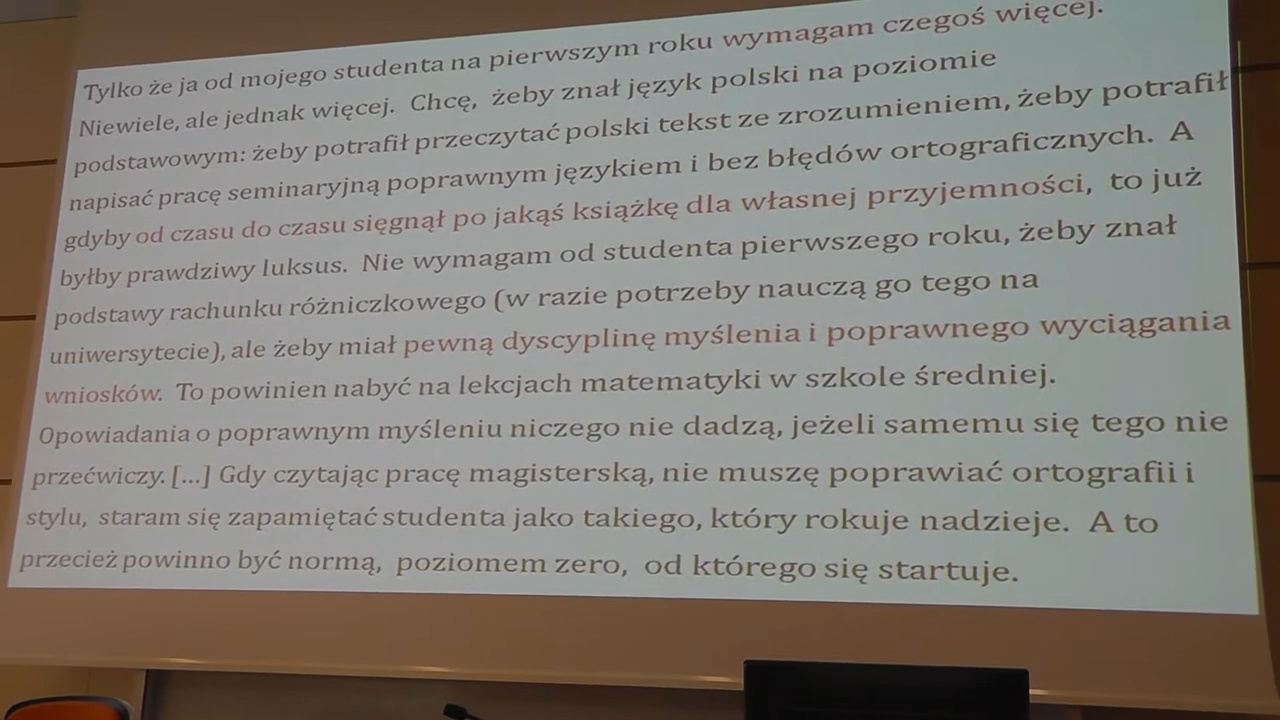 Tylko że ja od mojego studenta na pierwszym roku wymagam czegoś więcej.
Niewiele, ale jednak więcej. Chcę, żeby znał język polski na poziomie
podstawowym: żeby potrafił przeczytać polski tekst ze zrozumieniem, żeby potrafił
napisać pracę seminaryjną poprawnym językiem i bez błędów ortograficznych. A
gdyby od czasu do czasu sięgnął po jakąś książkę dla własnej przyjemności, to już
byłby prawdziwy luksus. Nie wymagam od studenta pierwszego roku, żeby znał
podstawy rachunku różniczkowego (w razie potrzeby nauczą go tego na
uniwersytecie), ale żeby miał pewną dyscyplinę myślenia i poprawnego wyciągania
wniosków. To powinien nabyć na lekcjach matematyki w szkole średniej.
Opowiadania o poprawnym myśleniu niczego nie dadzą, jeżeli samemu się tego nie
przećwiczy. [...] Gdy czytając pracę magisterską, nie muszę poprawiać ortografii i
stylu, staram się zapamiętać studenta jako takiego, który rokuje nadzieje. A to
przecież powinno być normą, poziomem zero, od którego się startuje.